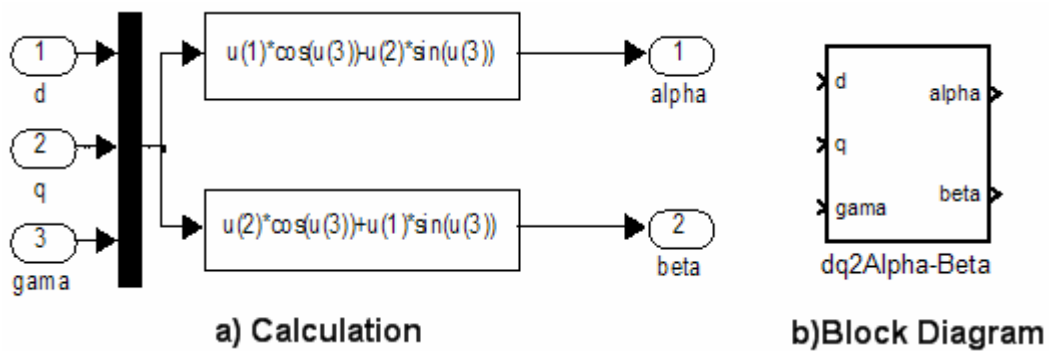 1
d
2
q
3
gama
u(1)*cos(u(3))-u(2)*sin(u(3))
u(2)*cos(u(3))+u(1)*sin(u(3))
1
alpha
2
beta
a) Calculation
d
q
gama
alpha
beta
dq2Alpha-Beta
b)Block Diagram